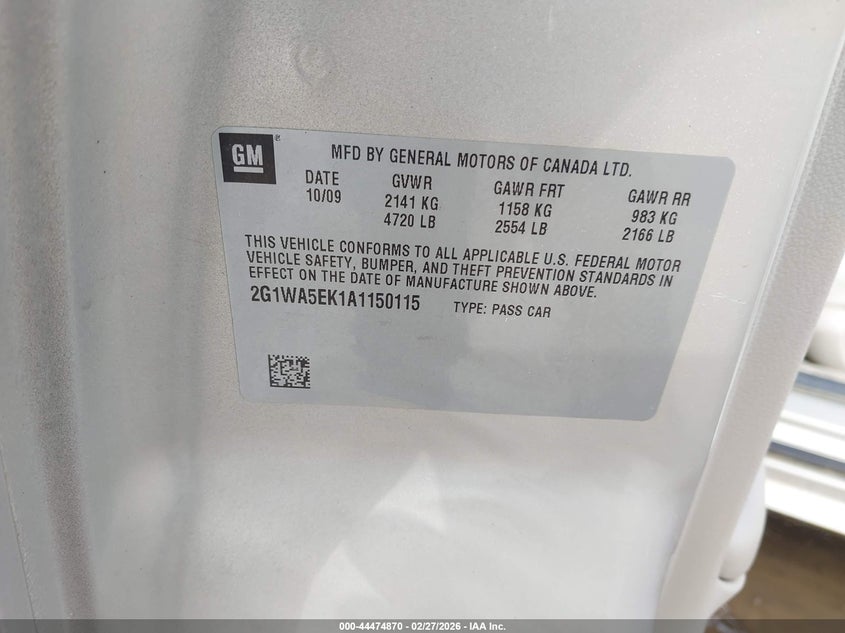 GM
MFD BY GENERAL MOTORS OF CANADA LTD.
DATE GVWR GAWR FRT GAWR RR
10/09 2141 KG 1158 KG 983 KG
4720 LB 2554 LB 2166 LB
THIS VEHICLE CONFORMS TO ALL APPLICABLE U.S. FEDERAL MOTOR
VEHICLE SAFETY, BUMPER, AND THEFT PREVENTION STANDARDS IN
EFFECT ON THE DATE OF MANUFACTURE SHOWN ABOVE.
2G1WA5EK1A1150115 TYPE: PASS CAR
000-44474870 - 02/27/2026 - IAA Inc.